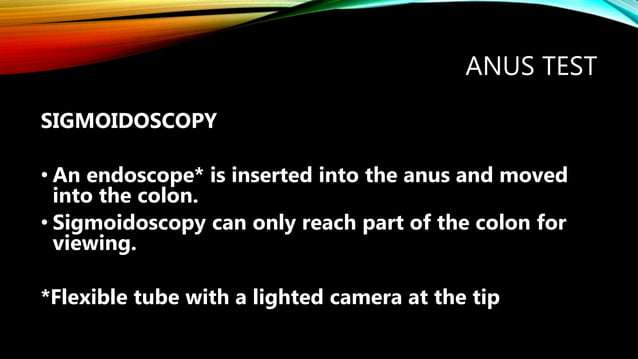 ANUS TEST
SIGMOIDOSCOPY
• An endoscope* is inserted into the anus and moved
into the colon.
• Sigmoidoscopy can only reach part of the colon for
viewing.
*Flexible tube with a lighted camera at the tip